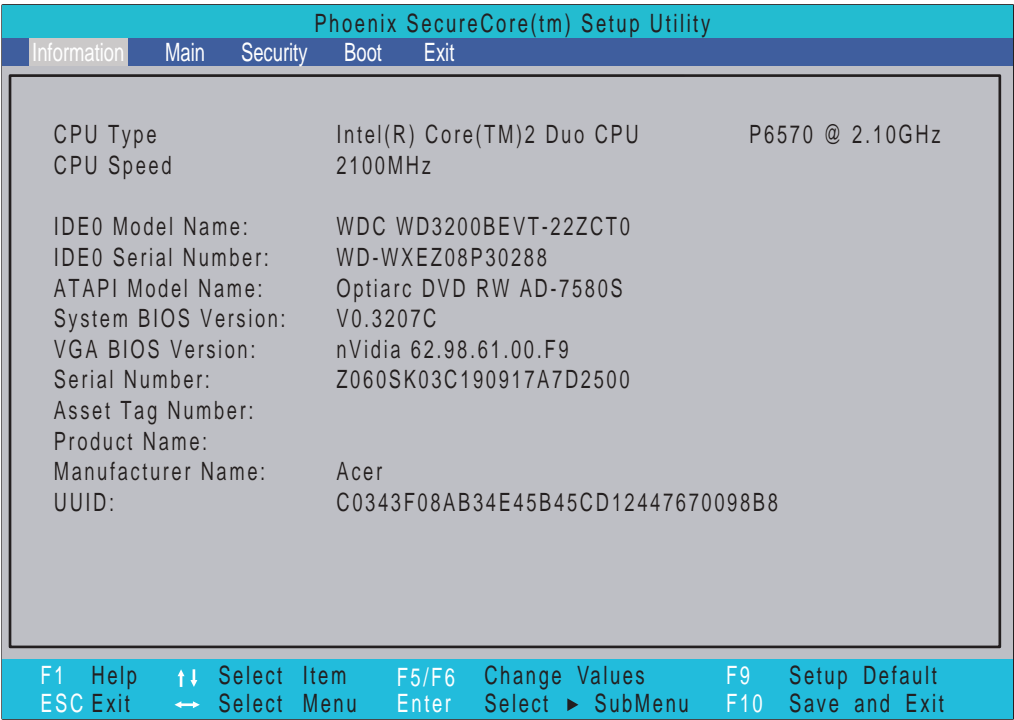 Phoenix SecureCore(tm) Setup Utility
Information Main Security Boot Exit
CPU Type Intel(R) Core(TM)2 Duo CPU P6570 @ 2.10GHz
CPU Speed 2100MHz
IDE0 Model Name: WDC WD3200BEVT-22ZCT0
IDE0 Serial Number: WD-WXEZ08P30288
ATAPI Model Name: Optiarc DVD RW AD-7580S
System BIOS Version: V0.3207C
VGA BIOS Version: nVidia 62.98.61.00.F9
Serial Number: Z060SK03C190917A7D2500
Asset Tag Number:
Product Name:
Manufacturer Name: Acer
UUID: C0343F08AB34E45B45CD12447670098B8
F1 Help ↑↓ Select Item F5/F6 Change Values F9 Setup Default
ESC Exit ↔ Select Menu Enter Select ► SubMenu F10 Save and Exit